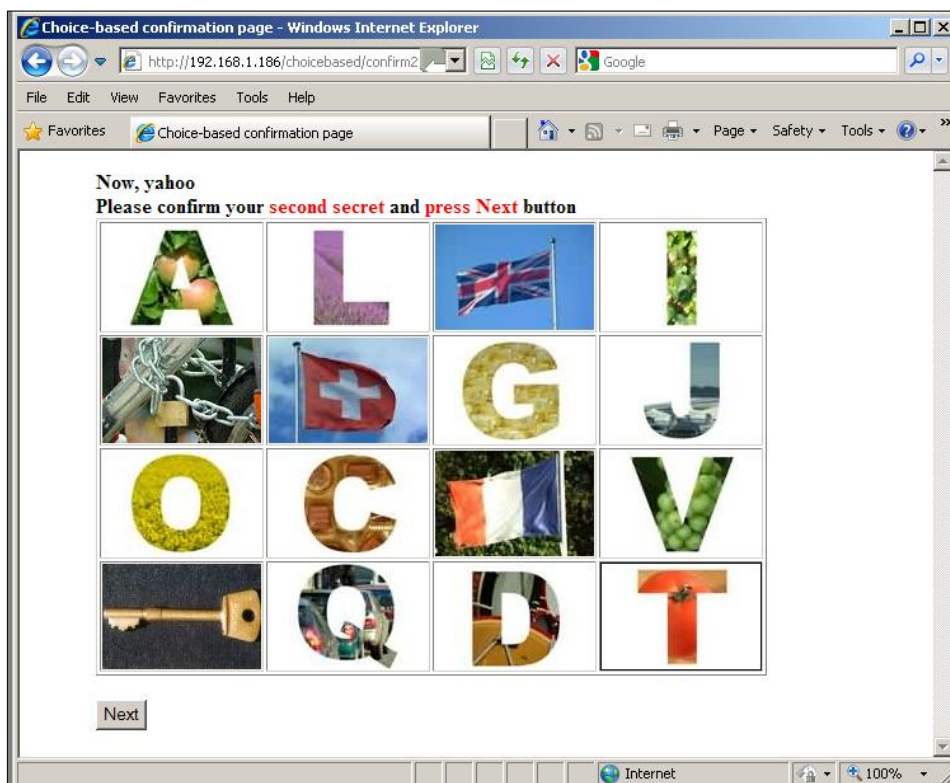 Choice-based confirmation page - Windows Internet Explorer
http://192.168.1.186/choicebased/confirm2
Google
File Edit View Favorites Tools Help
Favorites
Choice-based confirmation page
Page Safety Tools
Now, yahoo
Please confirm your second secret and press Next button
A L I
G J
O C V
Q D T
Next
Internet
100%